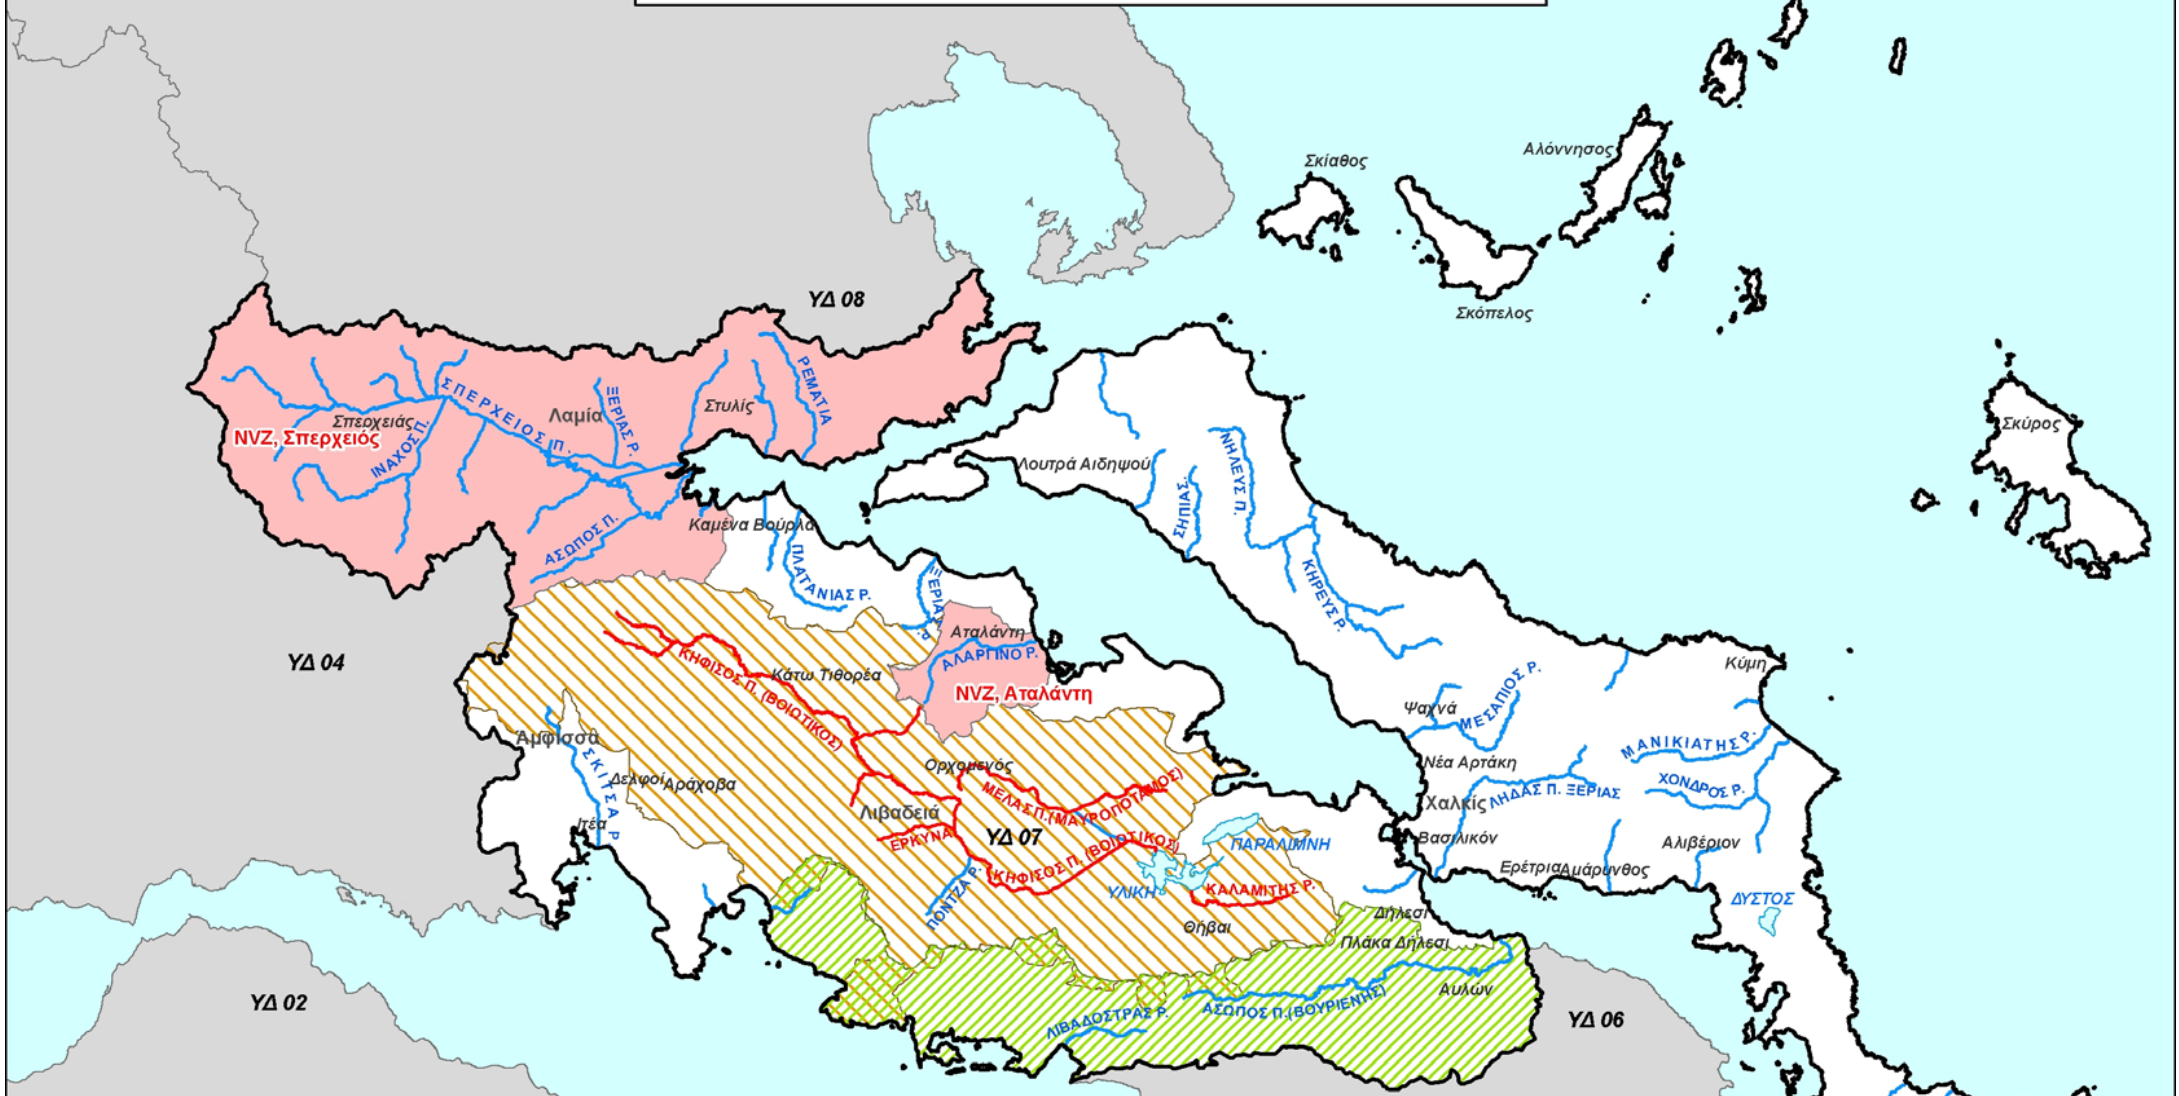 Σκίαθος
Αλόννησος
Σκόπελος
ΥΔ 08
Σκύρος
ΣΠΕΡΧΕΙΟΣ Π.
Σπερχειάς
NVZ, Σπερχειός
ΙΝΑΧΟΣ Π.
Λαμία
ΞΕΡΙΑΣ Ρ.
Στυλίς
ΡΕΜΑΤΙΑ
Λουτρά Αιδηψού
ΝΗΛΕΥΣ Π.
ΣΗΠΙΑΣ
ΑΣΩΠΟΣ Π.
Καμένα Βούρλα
ΠΛΑΤΑΝΙΑΣ Ρ.
ΞΕΡΙΑΣ Ρ.
ΚΗΡΕΥΣ Ρ.
Αταλάντη
ΑΛΑΡΓΙΝΟ Ρ.
NVZ, Αταλάντη
ΥΔ 04
ΚΗΦΙΣΟΣ Π. (ΒΟΙΩΤΙΚΟΣ)
Κάτω Τιθορέα
Κύμη
Ψαχνά
ΜΕΣΑΠΙΟΣ Ρ.
Άμφισσα
ΣΚΙΤΣΑ Ρ
Δελφοί
Αράχοβα
Ορχομενός
ΜΕΛΑΣ Π.(ΜΑΥΡΟΠΟΤΑΜΟΣ)
Νέα Αρτάκη
ΜΑΝΙΚΙΑΤΗΣ Ρ.
ΛΗΔΑΣ Π. ΞΕΡΙΑΣ
ΧΟΝΔΡΟΣ Ρ.
Χαλκίς
Λιβαδειά
ΕΡΚΥΝΑ
ΥΔ 07
Ιτέα
ΠΑΡΑΛΙΜΝΗ
Βασιλικόν
Αλιβέριον
ΚΗΦΙΣΟΣ Π. (ΒΟΙΩΤΙΚΟΣ)
Ερέτρια
Αμάρυνθος
ΠΟΝΤΖΑ Ρ.
ΥΛΙΚΗ
ΚΑΛΑΜΙΤΗΣ Ρ.
ΔΥΣΤΟΣ
Δήλεσι
Θήβαι
Πλάκα Δήλεσι
Αυλών
ΑΣΩΠΟΣ Π.(ΒΟΥΡΙΕΝΗΣ)
ΛΙΒΑΔΟΣΤΡΑΣ Ρ.
ΥΔ 02
ΥΔ 06